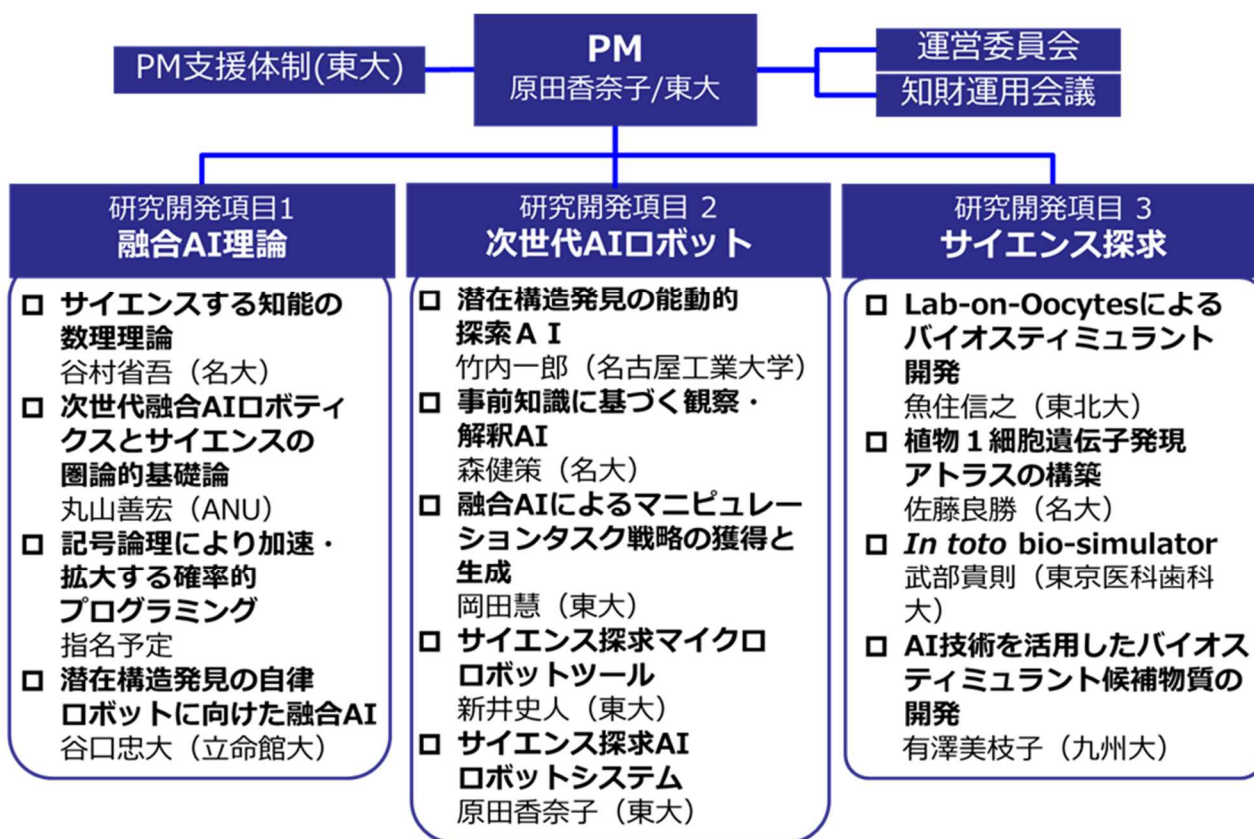 PM
原田香奈子/東大
PM支援体制(東大)
運営委員会
知財運用会議
研究開発項目1
融合AI理論
サイエンスする知能の
数理理論
谷村省吾（名大）
次世代融合AIロボティ
クスとサイエンスの
圏論的基礎論
丸山善宏（ANU）
記号論理により加速・
拡大する確率的
プログラミング
指名予定
潜在構造発見の自律
ロボットに向けた融合AI
谷口忠大（立命館大）
研究開発項目 2
次世代AIロボット
潜在構造発見の能動的
探索ＡＩ
竹内一郎（名古屋工業大学）
事前知識に基づく観察・
解釈AI
森健策（名大）
融合AIによるマニピュレー
ションタスク戦略の獲得と
生成
岡田慧（東大）
サイエンス探求マイクロ
ロボットツール
新井史人（東大）
サイエンス探求AI
ロボットシステム
原田香奈子（東大）
研究開発項目 3
サイエンス探求
Lab-on-Oocytesによる
バイオスティミュラント
開発
魚住信之（東北大）
植物１細胞遺伝子発現
アトラスの構築
佐藤良勝（名大）
In toto bio-simulator
武部貴則（東京医科歯科
大）
AI技術を活用したバイオス
ティミュラント候補物質の
開発
有澤美枝子（九州大）